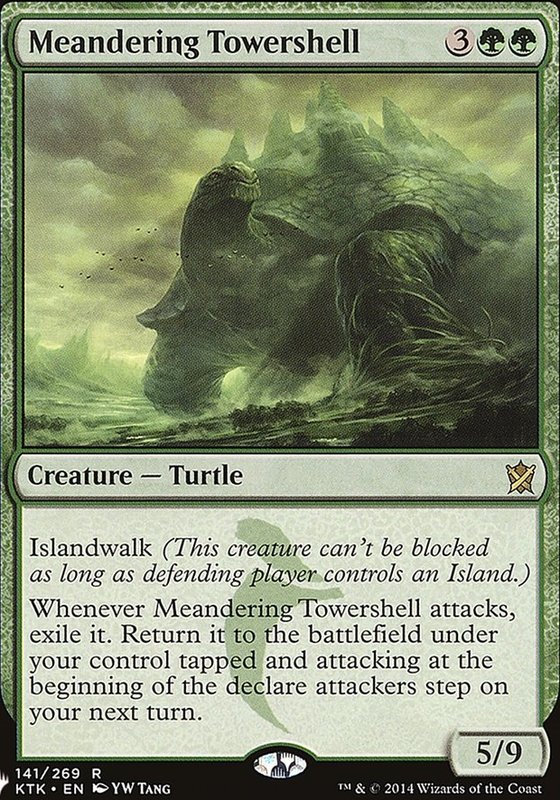 Meandering Towershell 3
Creature — Turtle
Islandwalk (This creature can't be blocked
as long as defending player controls an Island.)
Whenever Meandering Towershell attacks,
exile it. Return it to the battlefield under
your control tapped and attacking at the
beginning of the declare attackers step on
your next turn.
5/9
141/269 R
KTK • EN YW TANG
™ & © 2014 Wizards of the Coast